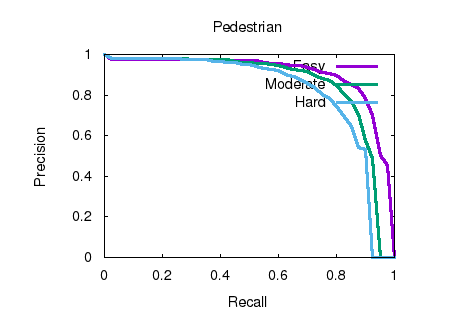 Pedestrian
Precision
1
0.8
0.6
0.4
0.2
0
Easy
Moderate
Hard
0 0.2 0.4 0.6 0.8 1
Recall